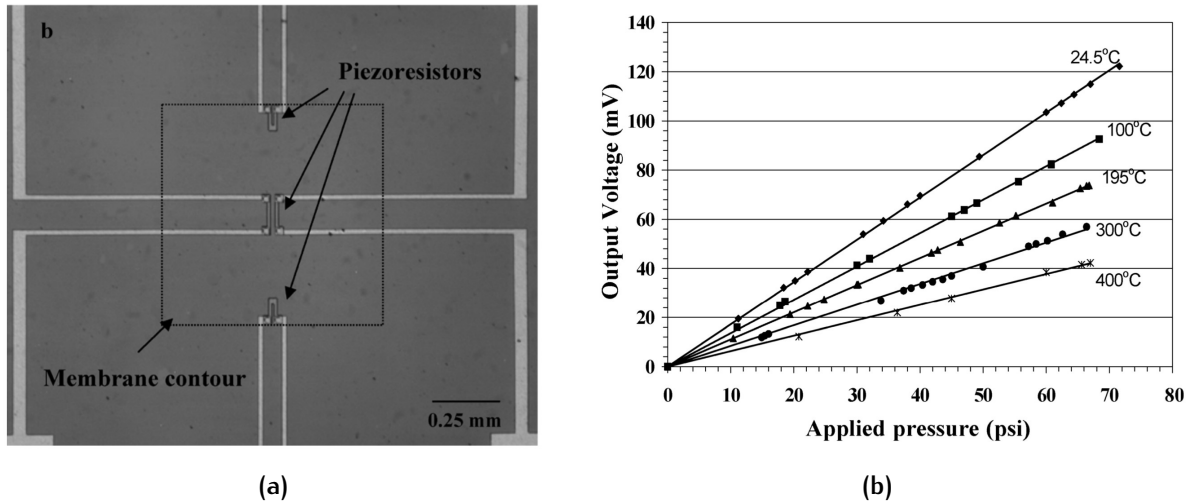 b
Piezoresistors
Membrane contour
0.25 mm
(a)
Output Voltage (mV)
140
120
100
80
60
40
20
0
24.5°C
100°C
195°C
300°C
400°C
0 10 20 30 40 50 60 70 80
Applied pressure (psi)
(b)